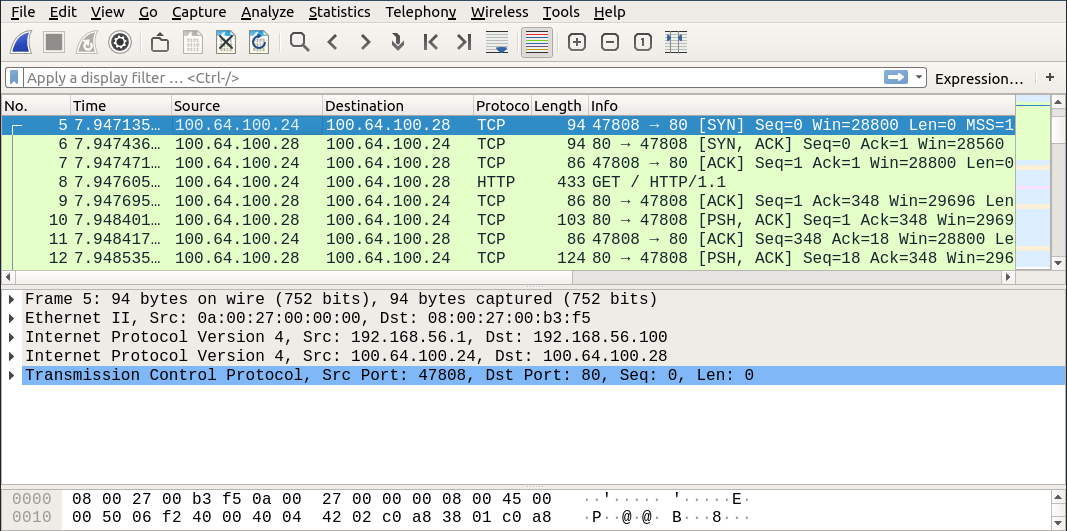 File Edit View Go Capture Analyze Statistics Telephony Wireless Tools Help
Apply a display filter … <Ctrl-/> Expression… +
No. Time Source Destination Protoco Length Info
5 7.947135… 100.64.100.24 100.64.100.28 TCP 94 47808 → 80 [SYN] Seq=0 Win=28800 Len=0 MSS=1
6 7.947436… 100.64.100.28 100.64.100.24 TCP 94 80 → 47808 [SYN, ACK] Seq=0 Ack=1 Win=28560
7 7.947471… 100.64.100.24 100.64.100.28 TCP 86 47808 → 80 [ACK] Seq=1 Ack=1 Win=28800 Len=0
8 7.947605… 100.64.100.24 100.64.100.28 HTTP 433 GET / HTTP/1.1
9 7.947695… 100.64.100.28 100.64.100.24 TCP 86 80 → 47808 [ACK] Seq=1 Ack=348 Win=29696 Len
10 7.948401… 100.64.100.28 100.64.100.24 TCP 103 80 → 47808 [PSH, ACK] Seq=1 Ack=348 Win=2969
11 7.948417… 100.64.100.24 100.64.100.28 TCP 86 47808 → 80 [ACK] Seq=348 Ack=18 Win=28800 Le
12 7.948535… 100.64.100.28 100.64.100.24 TCP 124 80 → 47808 [PSH, ACK] Seq=18 Ack=348 Win=296
Frame 5: 94 bytes on wire (752 bits), 94 bytes captured (752 bits)
Ethernet II, Src: 0a:00:27:00:00:00, Dst: 08:00:27:00:b3:f5
Internet Protocol Version 4, Src: 192.168.56.1, Dst: 192.168.56.100
Internet Protocol Version 4, Src: 100.64.100.24, Dst: 100.64.100.28
Transmission Control Protocol, Src Port: 47808, Dst Port: 80, Seq: 0, Len: 0
0000 08 00 27 00 b3 f5 0a 00 27 00 00 00 08 00 45 00 ··'····· '·····E·
0010 00 50 06 f2 40 00 40 04 42 02 c0 a8 38 01 c0 a8 ·P··@·@· B···8···